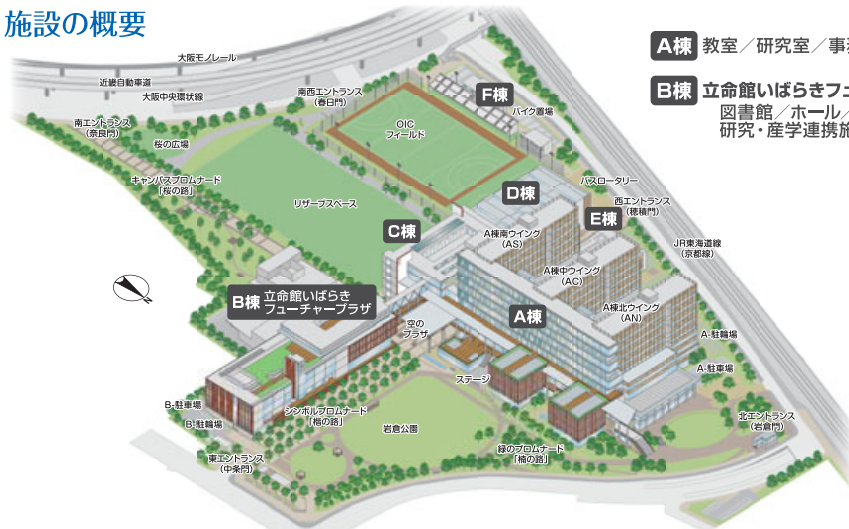 施設の概要
A棟 教室／研究室／事
B棟 立命館いばらきフュ
図書館／ホール／
研究・産学連携施
大阪モノレール
近畿自動車道
大阪中央環状線
南西エントランス
（春日門）
F棟
バイク置場
OIC
フィールド
南エントランス
（奈良門）
桜の広場
キャンパスプロムナード
「桜の路」
リザーブスペース
バスロータリー
西エントランス
（穂積門）
D棟
E棟
C棟
A棟南ウイング
（AS）
JR東海道線
（京都線）
A棟中ウイング
（AC）
B棟 立命館いばらき
フューチャープラザ
A棟
A棟北ウイング
（AN）
空の
プラザ
A-駐輪場
A-駐車場
ステージ
B-駐車場
B-駐輪場
シンボルプロムナード
「楷の路」
岩倉公園
北エントランス
（岩倉門）
東エントランス
（中条門）
緑のプロムナード
「楠の路」